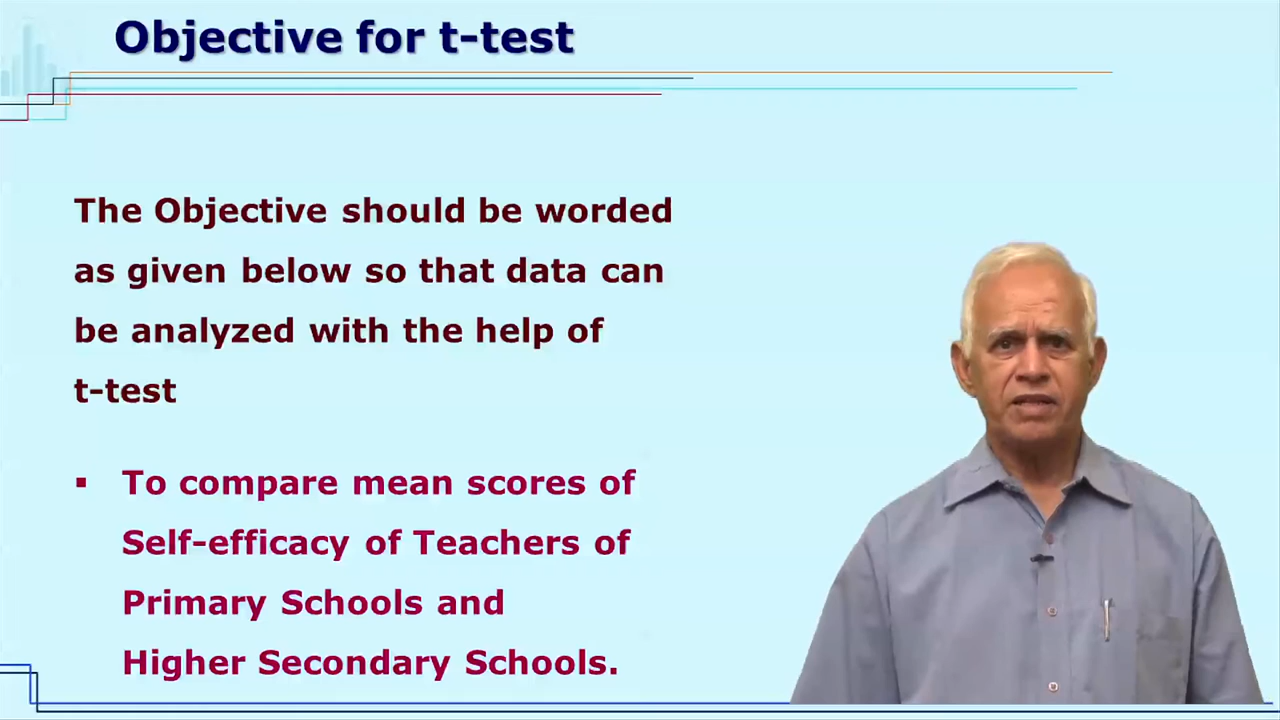 Objective for t-test
The Objective should be worded
as given below so that data can
be analyzed with the help of
t-test
▪ To compare mean scores of
Self-efficacy of Teachers of
Primary Schools and
Higher Secondary Schools.